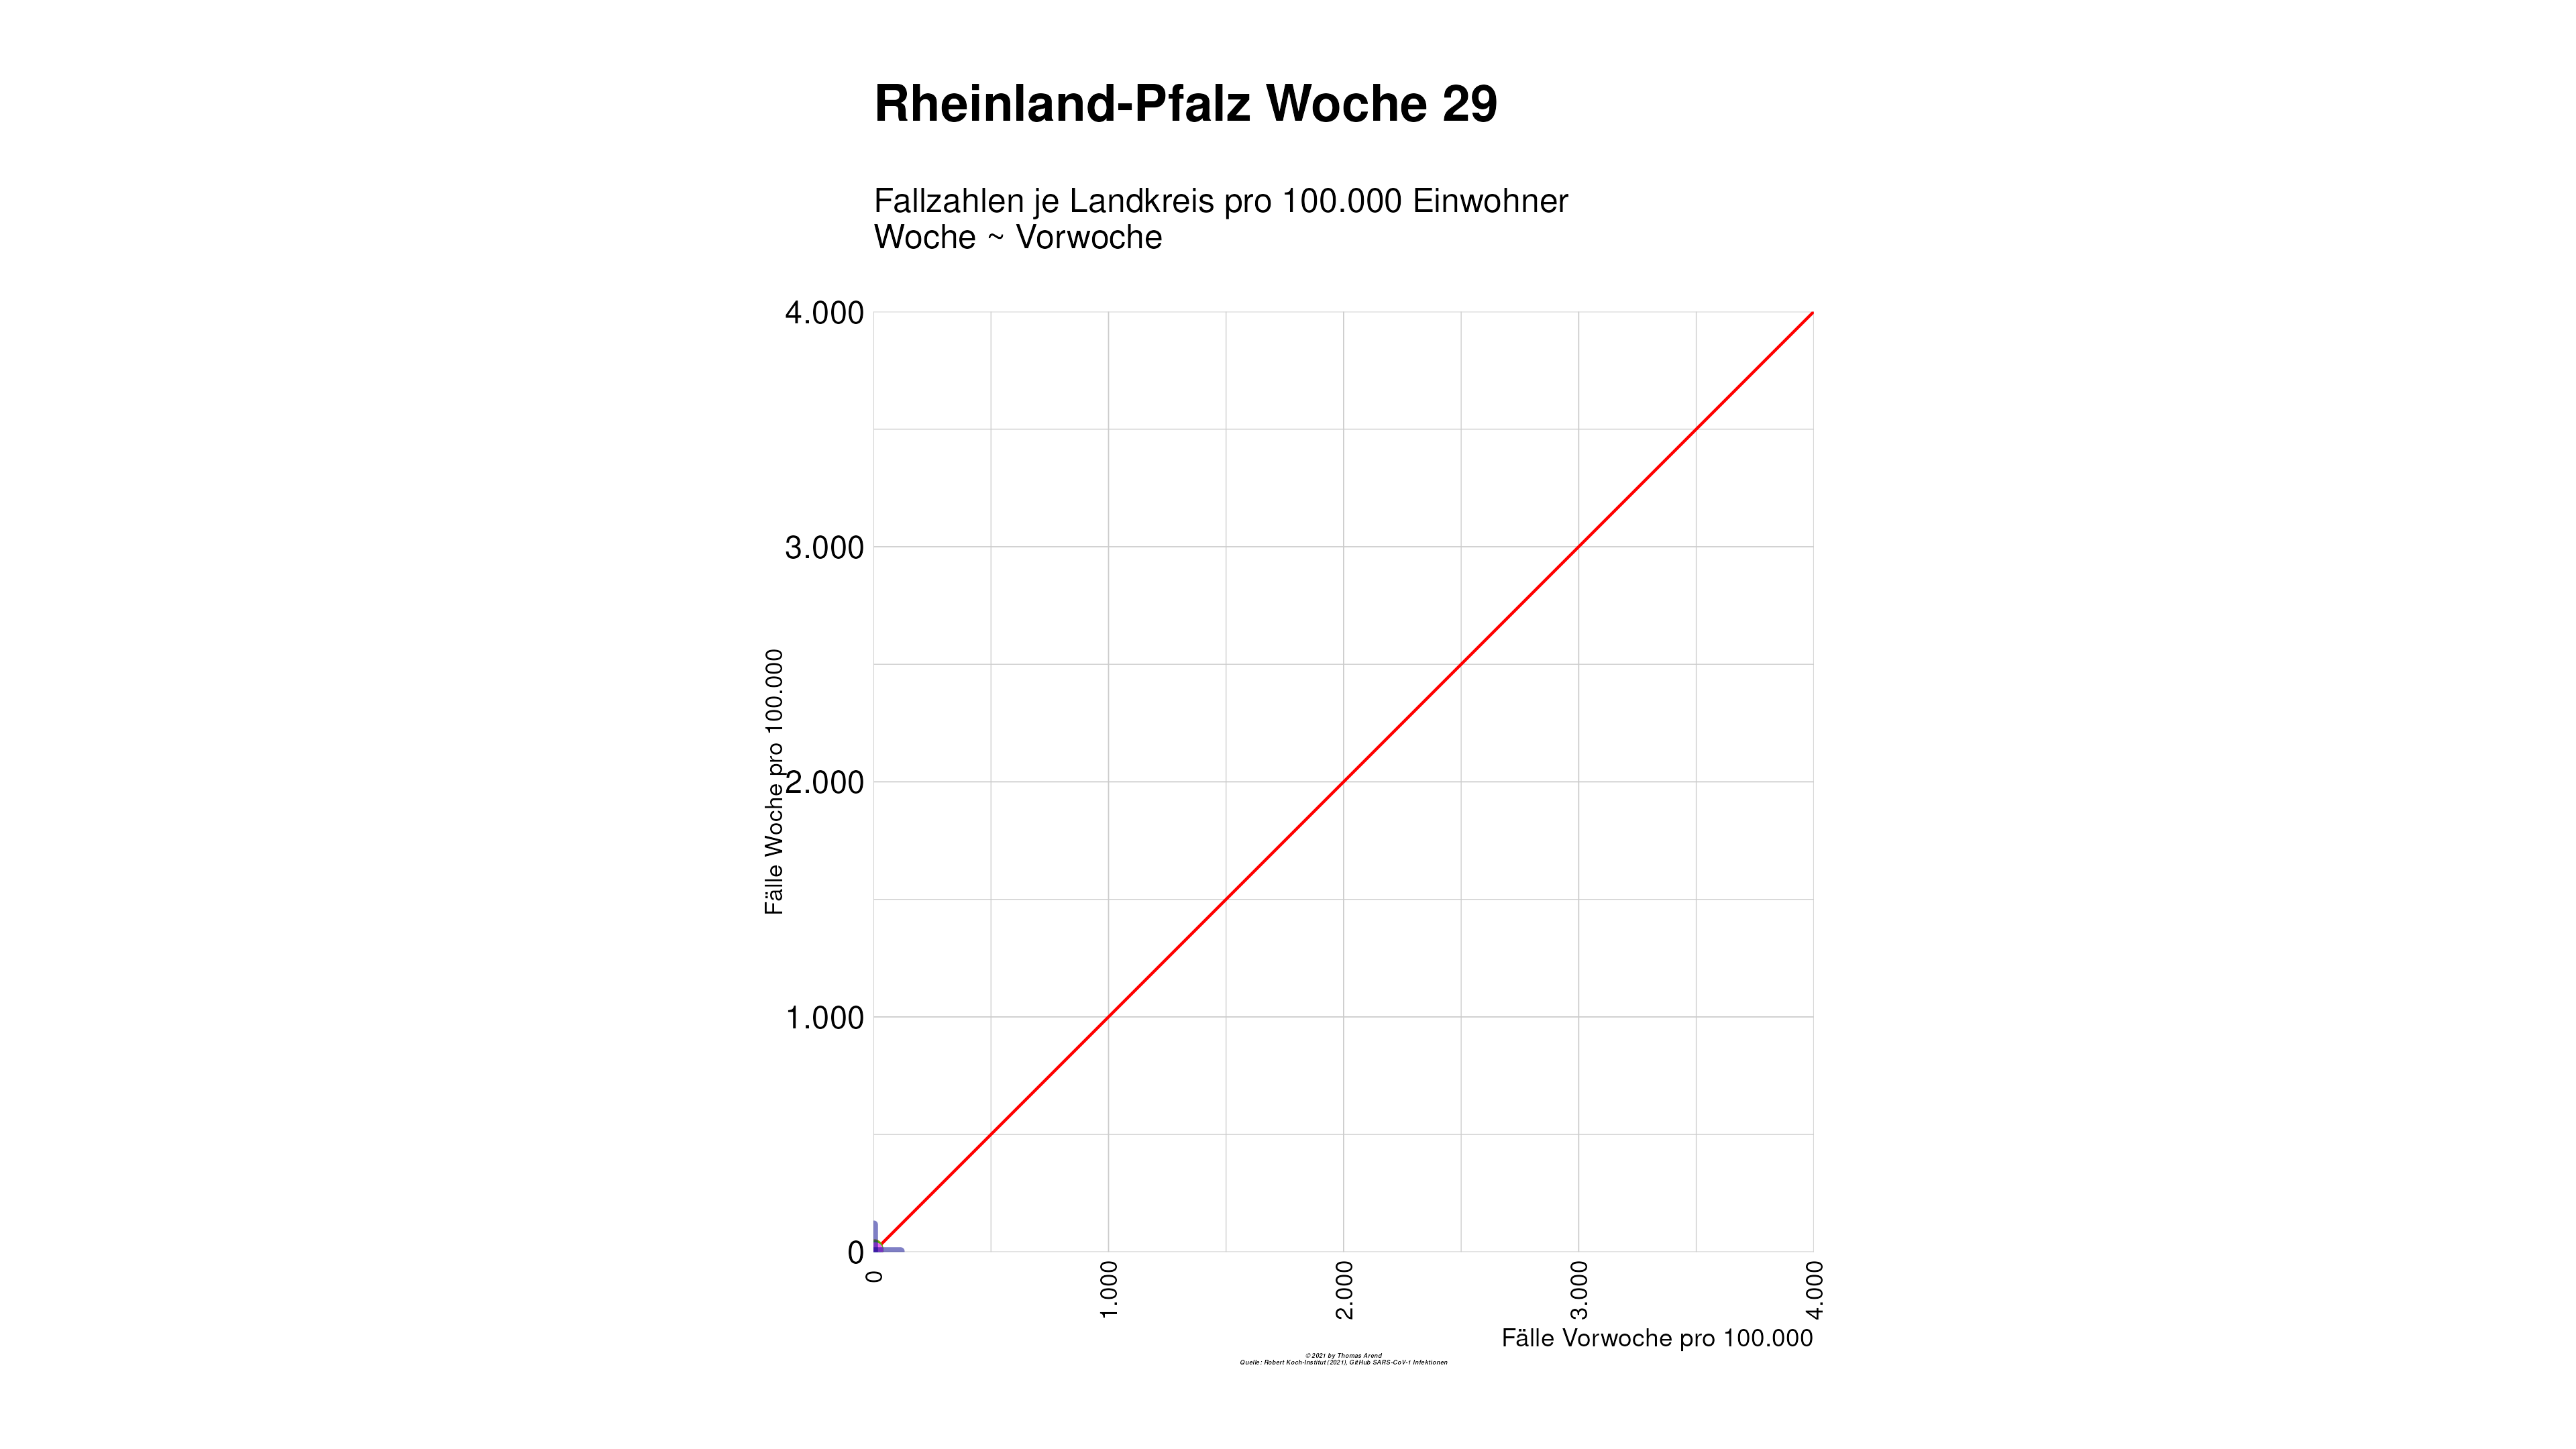 Rheinland-Pfalz Woche 29
Fallzahlen je Landkreis pro 100.000 Einwohner
Woche ~ Vorwoche
4.000
3.000
2.000
1.000
0
Fälle Woche pro 100.000
0
1.000
2.000
3.000
4.000
Fälle Vorwoche pro 100.000
© 2021 by Thomas Arend
Quelle: Robert Koch-Institut (2021), GitHub SARS-CoV-1 Infektionen